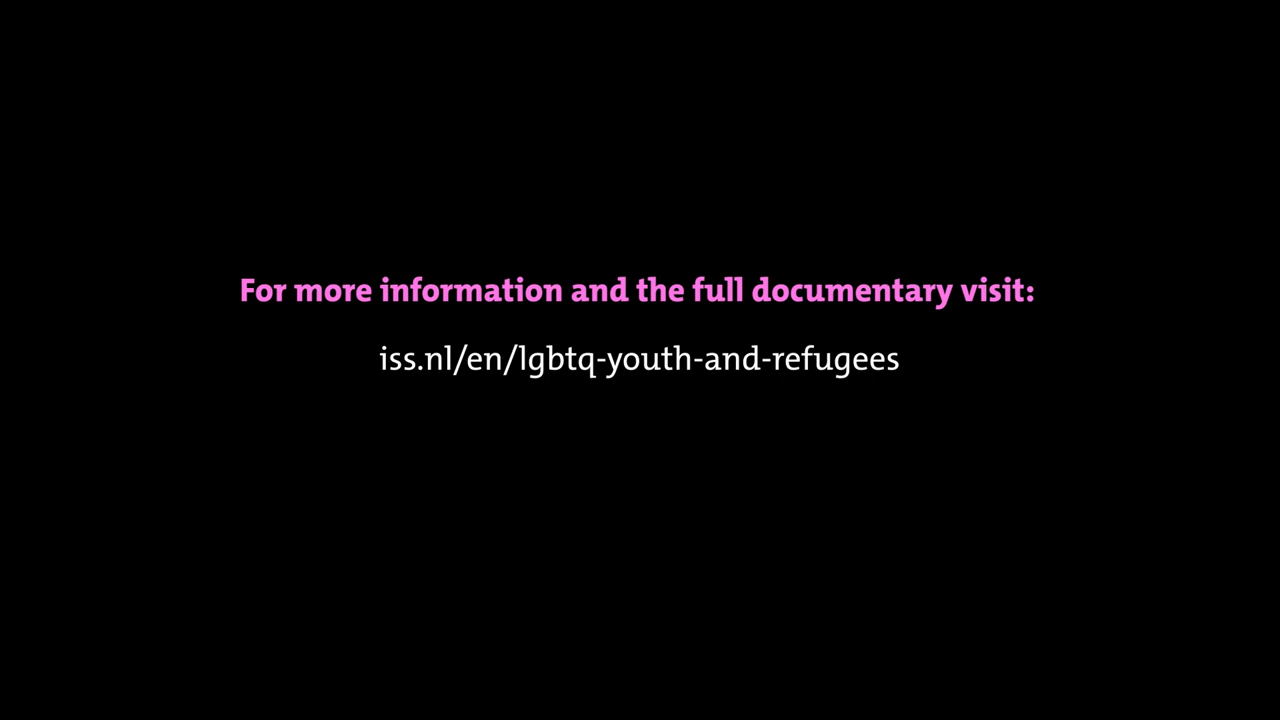 For more information and the full documentary visit:
iss.nl/en/lgbtq-youth-and-refugees